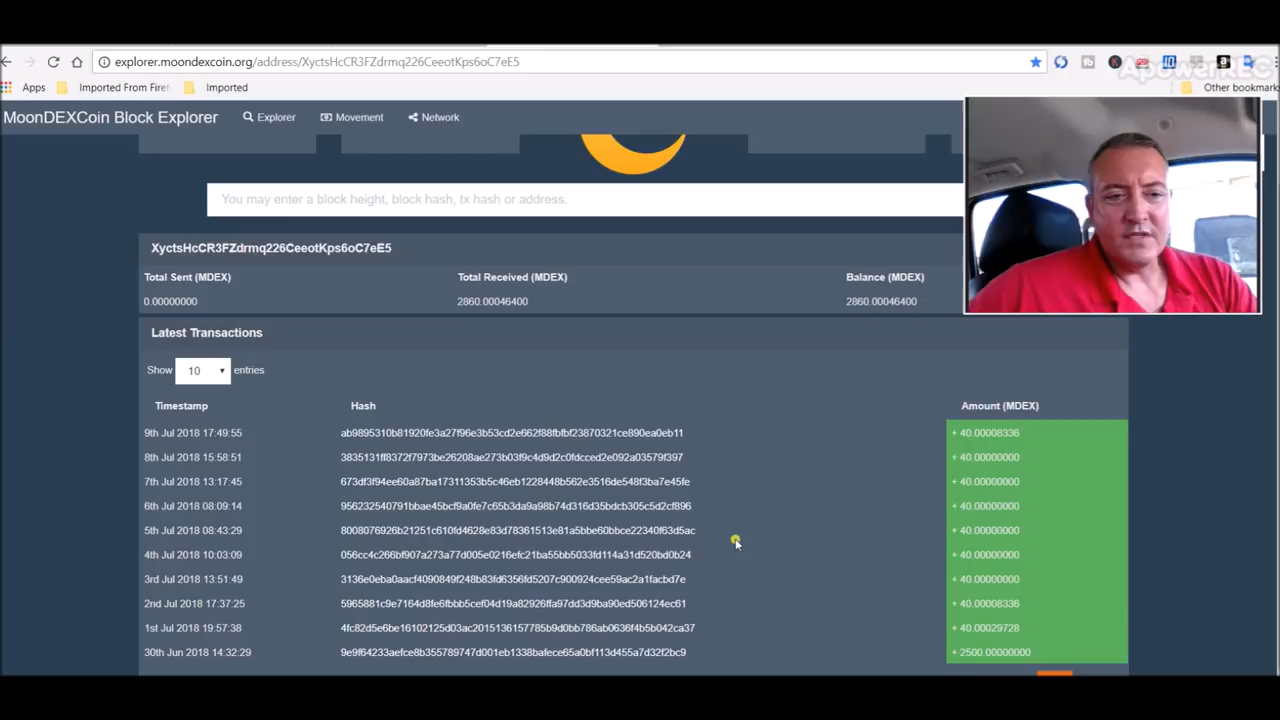 explorer.moondexcoin.org/address/XyctsHcCR3FZdrmq226CeeotKps6oC7eE5
ApowerREC
Apps Imported From Firef Imported Other bookmark
MoonDEXCoin Block Explorer Explorer Movement Network
You may enter a block height, block hash, tx hash or address.
XyctsHcCR3FZdrmq226CeeotKps6oC7eE5
Total Sent (MDEX) Total Received (MDEX) Balance (MDEX)
0.00000000 2860.00046400 2860.00046400
Latest Transactions
Show 10 entries
Timestamp Hash Amount (MDEX)
9th Jul 2018 17:49:55 ab9895310b81920fe3a27f96e3b53cd2e662f88fbfbf23870321ce890ea0eb11 + 40.00008336
8th Jul 2018 15:58:51 3835131ff8372f7973be26208ae273b03f9c4d9d2c0fdcced2e092a03579f397 + 40.00000000
7th Jul 2018 13:17:45 673df3f94ee60a87ba17311353b5c46eb1228448b562e3516de548f3ba7e45fe + 40.00000000
6th Jul 2018 08:09:14 956232540791bbae45bcf9a0fe7c65b3da9a98b74d316d35bdcb305c5d2cf896 + 40.00000000
5th Jul 2018 08:43:29 8008076926b21251c610fd4628e83d78361513e81a5bbe60bbce22340f63d5ac + 40.00000000
4th Jul 2018 10:03:09 056cc4c266bf907a273a77d005e0216efc21ba55bb5033fd114a31d520bd0b24 + 40.00000000
3rd Jul 2018 13:51:49 3136e0eba0aacf4090849f248b83fd6356fd5207c900924cee59ac2a1facbd7e + 40.00000000
2nd Jul 2018 17:37:25 5965881c9e7164d8fe6fbbb5cef04d19a82926ffa97dd3d9ba90ed506124ec61 + 40.00008336
1st Jul 2018 19:57:38 4fc82d5e6be16102125d03ac2015136157785b9d0bb786ab0636f4b5b042ca37 + 40.00029728
30th Jun 2018 14:32:29 9e9f64233aefce8b355789747d001eb1338bafece65a0bf113d455a7d32f2bc9 + 2500.00000000